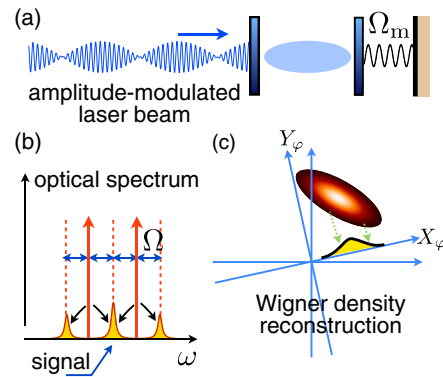 (a)
Ωm
amplitude-modulated
laser beam
(b)
optical spectrum
Ω
signal
ω
(c)
Yφ
Xφ
Wigner density
reconstruction